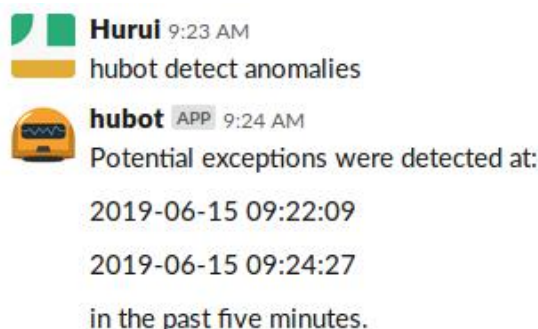 Hurui 9:23 AM
hubot detect anomalies
hubot APP 9:24 AM
Potential exceptions were detected at:
2019-06-15 09:22:09
2019-06-15 09:24:27
in the past five minutes.